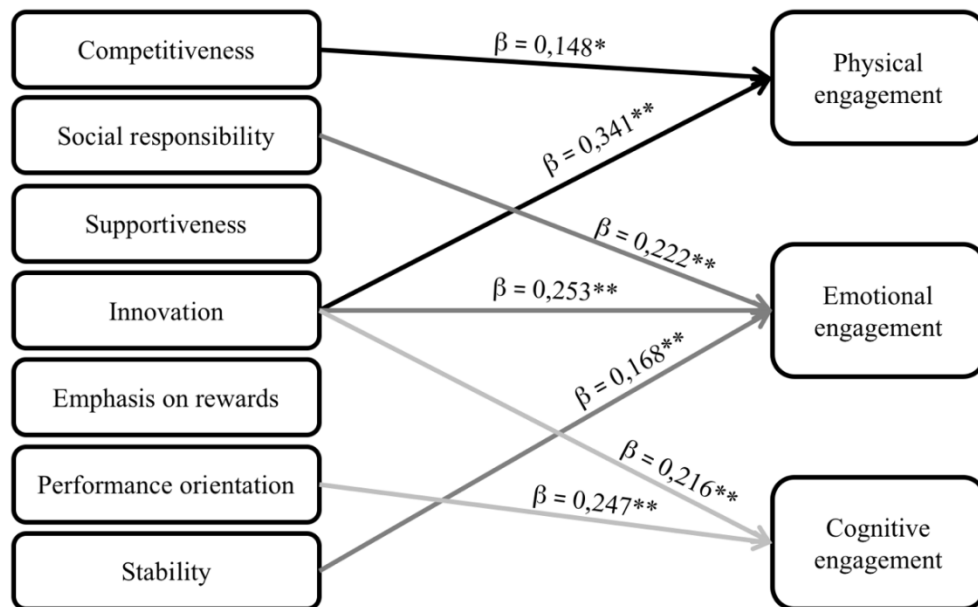 Competitiveness
Social responsibility
Supportiveness
Innovation
Emphasis on rewards
Performance orientation
Stability
β = 0,148*
β = 0,341**
β = 0,222**
β = 0,253**
β = 0,168**
β = 0,216**
β = 0,247**
Physical
engagement
Emotional
engagement
Cognitive
engagement